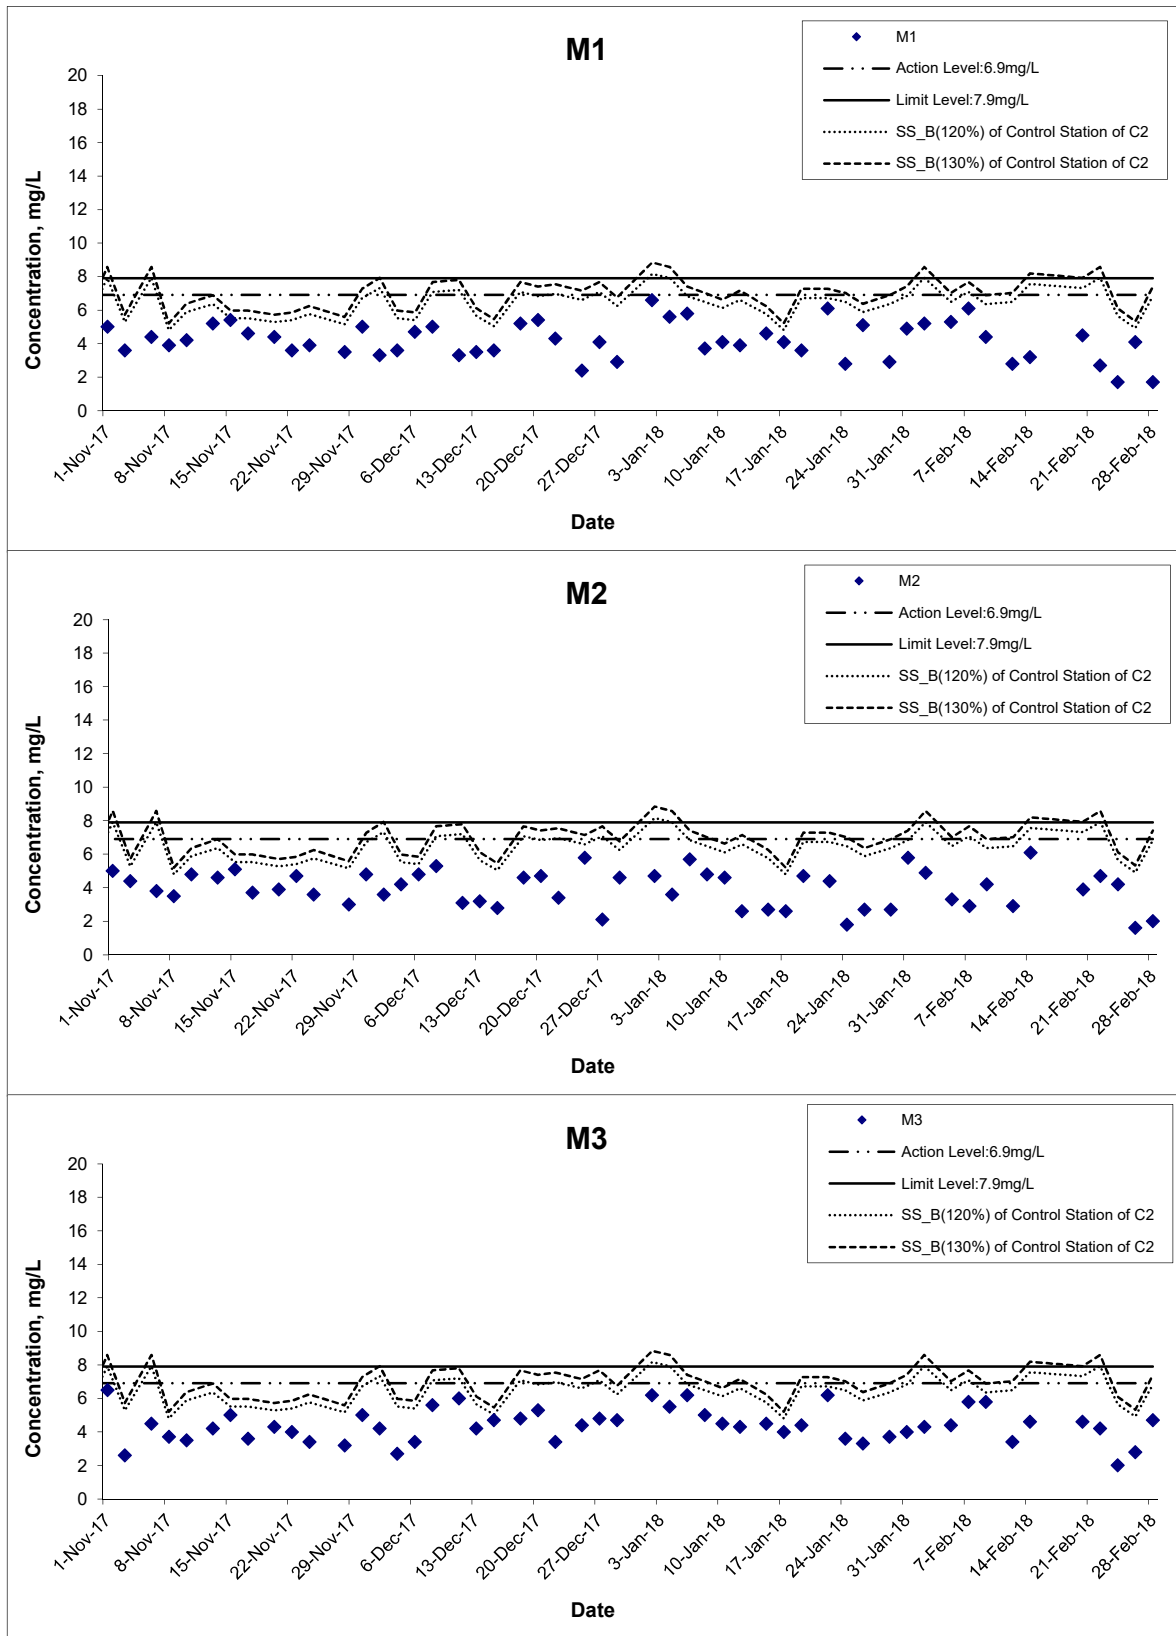 M1
M1
Action Level:6.9mg/L
Limit Level:7.9mg/L
SS_B(120%) of Control Station of C2
SS_B(130%) of Control Station of C2
Concentration, mg/L
20
18
16
14
12
10
8
6
4
2
0
1-Nov-17
8-Nov-17
15-Nov-17
22-Nov-17
29-Nov-17
6-Dec-17
13-Dec-17
20-Dec-17
27-Dec-17
3-Jan-18
10-Jan-18
17-Jan-18
24-Jan-18
31-Jan-18
7-Feb-18
14-Feb-18
21-Feb-18
28-Feb-18
Date
M2
M2
Action Level:6.9mg/L
Limit Level:7.9mg/L
SS_B(120%) of Control Station of C2
SS_B(130%) of Control Station of C2
Concentration, mg/L
20
18
16
14
12
10
8
6
4
2
0
1-Nov-17
8-Nov-17
15-Nov-17
22-Nov-17
29-Nov-17
6-Dec-17
13-Dec-17
20-Dec-17
27-Dec-17
3-Jan-18
10-Jan-18
17-Jan-18
24-Jan-18
31-Jan-18
7-Feb-18
14-Feb-18
21-Feb-18
28-Feb-18
Date
M3
M3
Action Level:6.9mg/L
Limit Level:7.9mg/L
SS_B(120%) of Control Station of C2
SS_B(130%) of Control Station of C2
Concentration, mg/L
20
18
16
14
12
10
8
6
4
2
0
1-Nov-17
8-Nov-17
15-Nov-17
22-Nov-17
29-Nov-17
6-Dec-17
13-Dec-17
20-Dec-17
27-Dec-17
3-Jan-18
10-Jan-18
17-Jan-18
24-Jan-18
31-Jan-18
7-Feb-18
14-Feb-18
21-Feb-18
28-Feb-18
Date